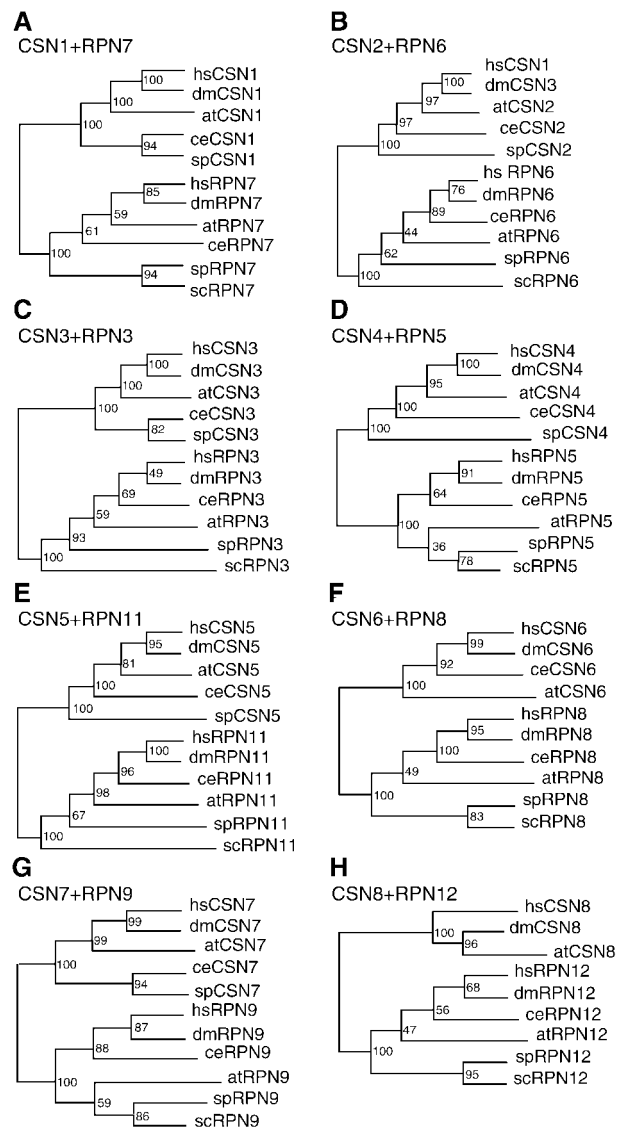 A
CSN1+RPN7
hsCSN1
100
dmCSN1
100
atCSN1
100
ceCSN1
94
spCSN1
hsRPN7
85
dmRPN7
59
atRPN7
61
ceRPN7
100
spRPN7
94
scRPN7
B
CSN2+RPN6
hsCSN1
100
dmCSN3
97
atCSN2
97
ceCSN2
100
spCSN2
hs RPN6
76
dmRPN6
89
ceRPN6
44
atRPN6
62
spRPN6
100
scRPN6
C
CSN3+RPN3
hsCSN3
100
dmCSN3
100
atCSN3
100
ceCSN3
82
spCSN3
hsRPN3
49
dmRPN3
69
ceRPN3
59
atRPN3
93
spRPN3
100
scRPN3
D
CSN4+RPN5
hsCSN4
100
dmCSN4
95
atCSN4
100
ceCSN4
100
spCSN4
hsRPN5
91
dmRPN5
64
ceRPN5
100
atRPN5
36
spRPN5
78
scRPN5
E
CSN5+RPN11
hsCSN5
95
dmCSN5
81
atCSN5
100
ceCSN5
100
spCSN5
hsRPN11
100
dmRPN11
96
ceRPN11
98
atRPN11
67
spRPN11
100
scRPN11
F
CSN6+RPN8
hsCSN6
99
dmCSN6
92
ceCSN6
100
atCSN6
hsRPN8
95
dmRPN8
100
ceRPN8
49
atRPN8
100
spRPN8
83
scRPN8
G
CSN7+RPN9
hsCSN7
99
dmCSN7
99
atCSN7
100
ceCSN7
94
spCSN7
hsRPN9
87
dmRPN9
88
ceRPN9
100
atRPN9
59
spRPN9
86
scRPN9
H
CSN8+RPN12
hsCSN8
100
dmCSN8
96
atCSN8
hsRPN12
68
dmRPN12
56
ceRPN12
47
atRPN12
100
spRPN12
95
scRPN12